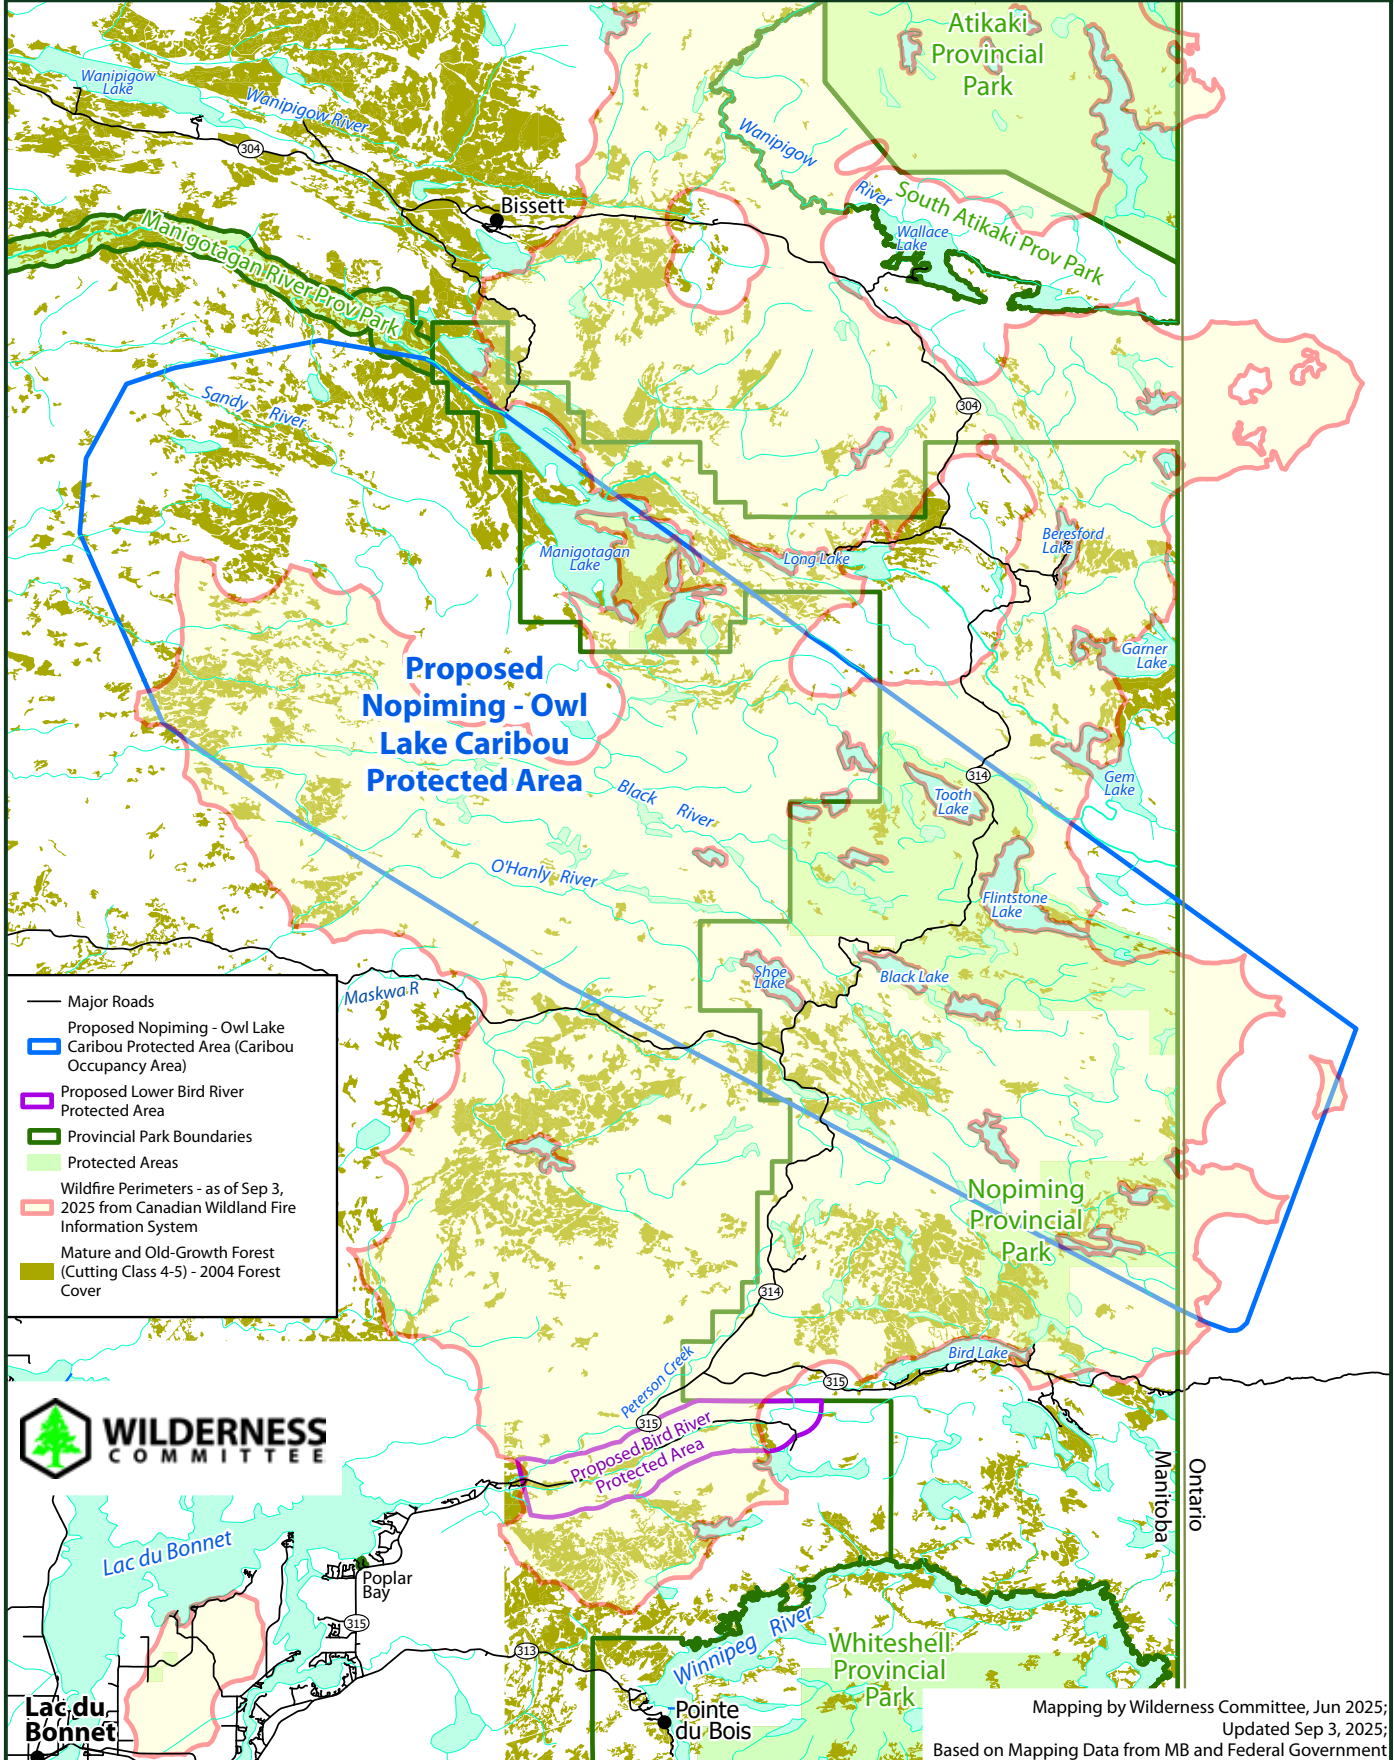 Atikaki
Provincial
Park
Wanipigow
Lake
Wanipigow River
304
Wanipigow
River
Bissett
South Atikaki Prov Park
Wallace
Lake
Manigotagan River Prov Park
Sandy River
304
Manigotagan
Lake
Long Lake
Beresford
Lake
Garner
Lake
Proposed
Nopiming - Owl
Lake Caribou
Protected Area
Black River
314
Tooth
Lake
Gem
Lake
O'Hanly River
Flintstone
Lake
Shoe
Lake
Black Lake
Maskwa R
Major Roads
Proposed Nopiming - Owl Lake
Caribou Protected Area (Caribou
Occupancy Area)
Proposed Lower Bird River
Protected Area
Provincial Park Boundaries
Protected Areas
Wildfire Perimeters - as of Sep 3,
2025 from Canadian Wildland Fire
Information System
Mature and Old-Growth Forest
(Cutting Class 4-5) - 2004 Forest
Cover
Nopiming
Provincial
Park
314
Bird Lake
Peterson Creek
315
315
Proposed Bird River
Protected Area
WILDERNESS
COMMITTEE
Manitoba
Ontario
Lac du Bonnet
Poplar
Bay
315
313
Winnipeg River
Whiteshell
Provincial
Park
Lac du
Bonnet
Pointe
du Bois
Mapping by Wilderness Committee, Jun 2025;
Updated Sep 3, 2025;
Based on Mapping Data from MB and Federal Government